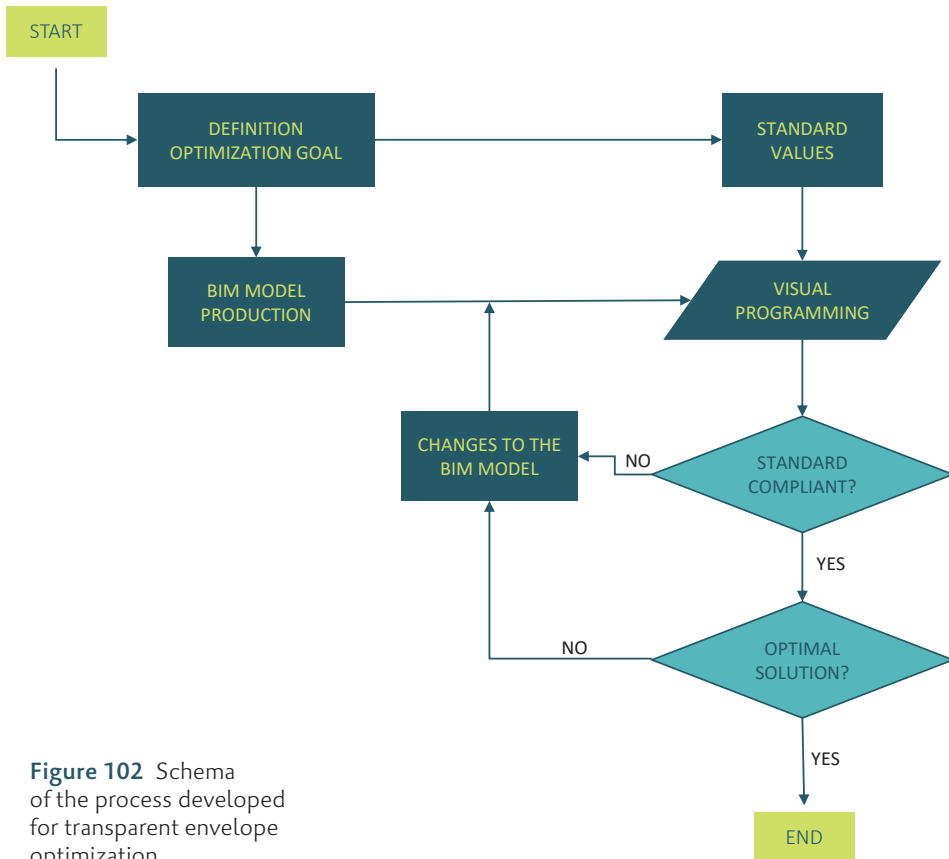 START
DEFINITION
OPTIMIZATION GOAL
STANDARD
VALUES
BIM MODEL
PRODUCTION
VISUAL
PROGRAMMING
CHANGES TO THE
BIM MODEL
NO
STANDARD
COMPLIANT?
YES
NO
OPTIMAL
SOLUTION?
YES
END
Figure 102 Schema
of the process developed
for transparent envelope
optimization